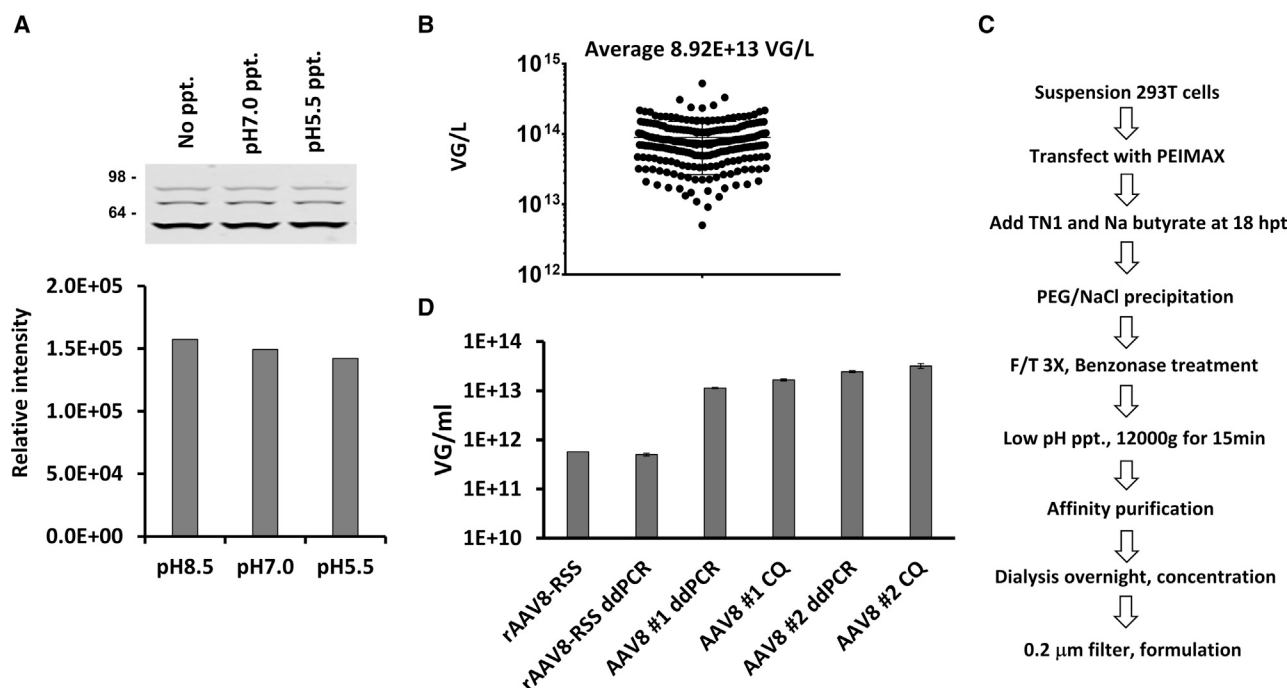 A
No ppt.
pH7.0 ppt.
pH5.5 ppt.
98 -
64 -
Relative intensity
2.0E+05
1.5E+05
1.0E+05
5.0E+04
0.0E+00
pH8.5
pH7.0
pH5.5
B
Average 8.92E+13 VG/L
VG/L
10^15
10^14
10^13
10^12
D
VG/ml
1E+14
1E+13
1E+12
1E+11
1E+10
rAAV8-RSS
rAAV8-RSS ddPCR
AAV8 #1 ddPCR
AAV8 #1 CQ
AAV8 #2 ddPCR
AAV8 #2 CQ
C
Suspension 293T cells
Transfect with PEIMAX
Add TN1 and Na butyrate at 18 hpt
PEG/NaCl precipitation
F/T 3X, Benzonase treatment
Low pH ppt., 12000g for 15min
Affinity purification
Dialysis overnight, concentration
0.2 μm filter, formulation